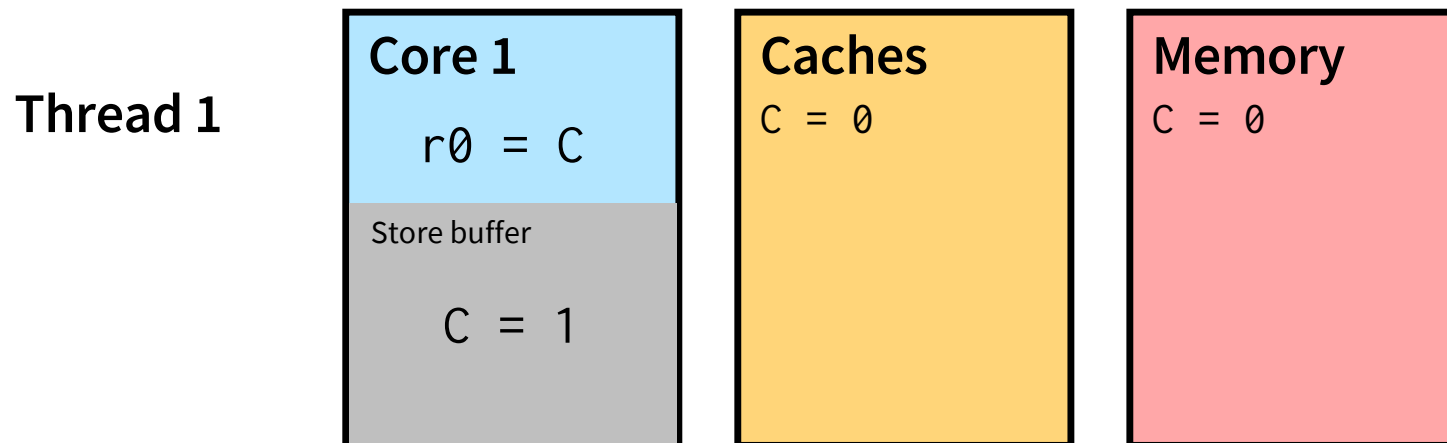 Thread 1
Core 1
r0 = C
Store buffer
C = 1
Caches
C = 0
Memory
C = 0